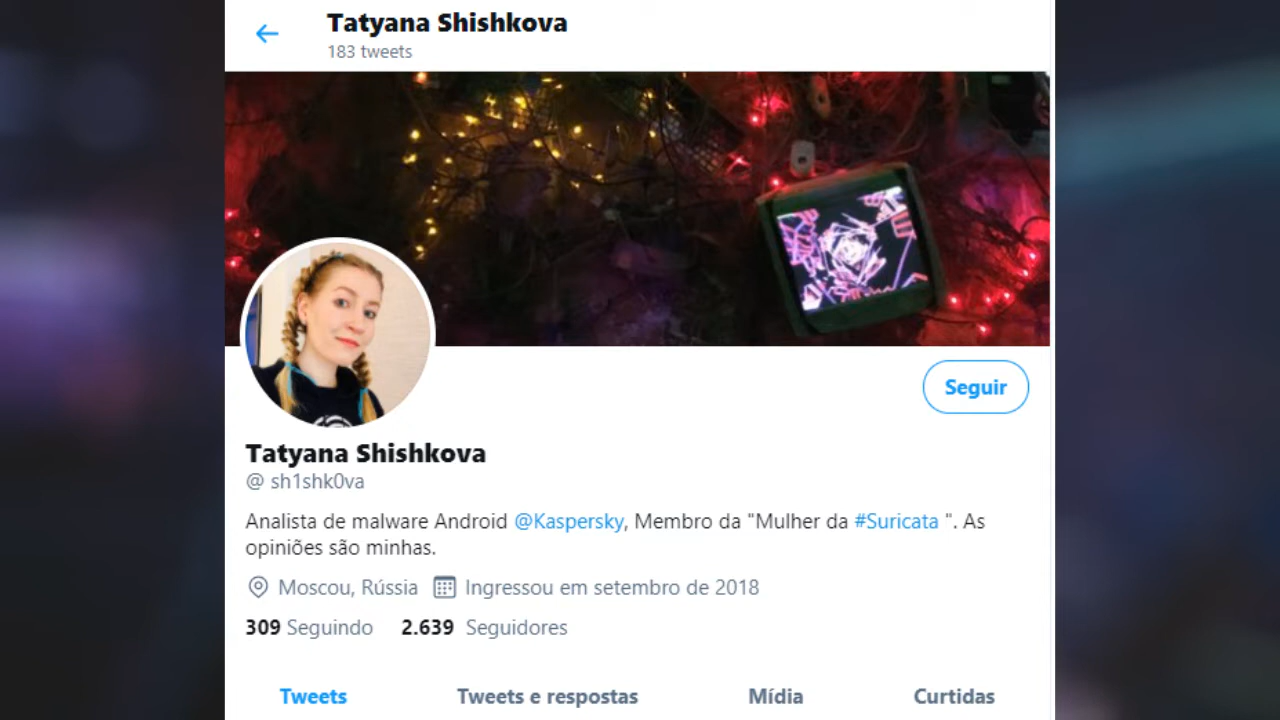 Tatyana Shishkova
183 tweets
Seguir
Tatyana Shishkova
@ sh1shk0va
Analista de malware Android @Kaspersky, Membro da "Mulher da #Suricata ". As
opiniões são minhas.
Moscou, Rússia Ingressou em setembro de 2018
309 Seguindo 2.639 Seguidores
Tweets Tweets e respostas Mídia Curtidas